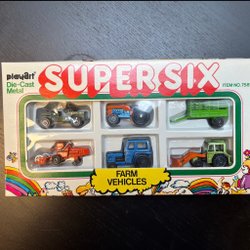 playart
Die-Cast
Metal
SUPER SIX
FARM
VEHICLES